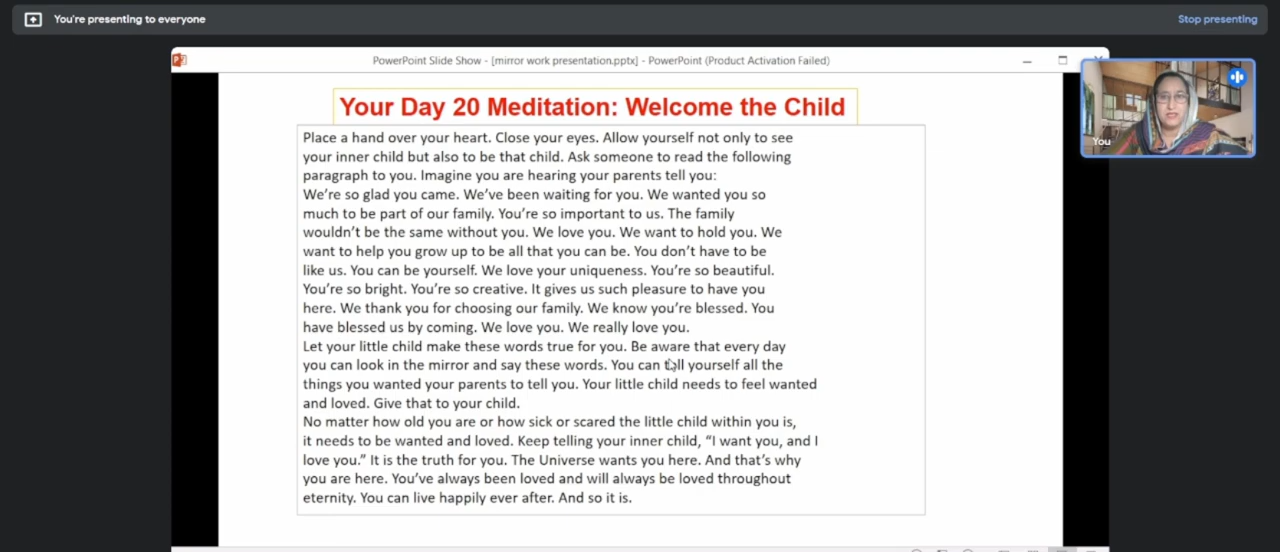 You're presenting to everyone
Stop presenting
PowerPoint Slide Show - [mirror work presentation.pptx] - PowerPoint (Product Activation Failed)
You
Your Day 20 Meditation: Welcome the Child
Place a hand over your heart. Close your eyes. Allow yourself not only to see
your inner child but also to be that child. Ask someone to read the following
paragraph to you. Imagine you are hearing your parents tell you:
We're so glad you came. We've been waiting for you. We wanted you so
much to be part of our family. You're so important to us. The family
wouldn't be the same without you. We love you. We want to hold you. We
want to help you grow up to be all that you can be. You don't have to be
like us. You can be yourself. We love your uniqueness. You're so beautiful.
You're so bright. You're so creative. It gives us such pleasure to have you
here. We thank you for choosing our family. We know you're blessed. You
have blessed us by coming. We love you. We really love you.
Let your little child make these words true for you. Be aware that every day
you can look in the mirror and say these words. You can tell yourself all the
things you wanted your parents to tell you. Your little child needs to feel wanted
and loved. Give that to your child.
No matter how old you are or how sick or scared the little child within you is,
it needs to be wanted and loved. Keep telling your inner child, “I want you, and I
love you.” It is the truth for you. The Universe wants you here. And that's why
you are here. You've always been loved and will always be loved throughout
eternity. You can live happily ever after. And so it is.